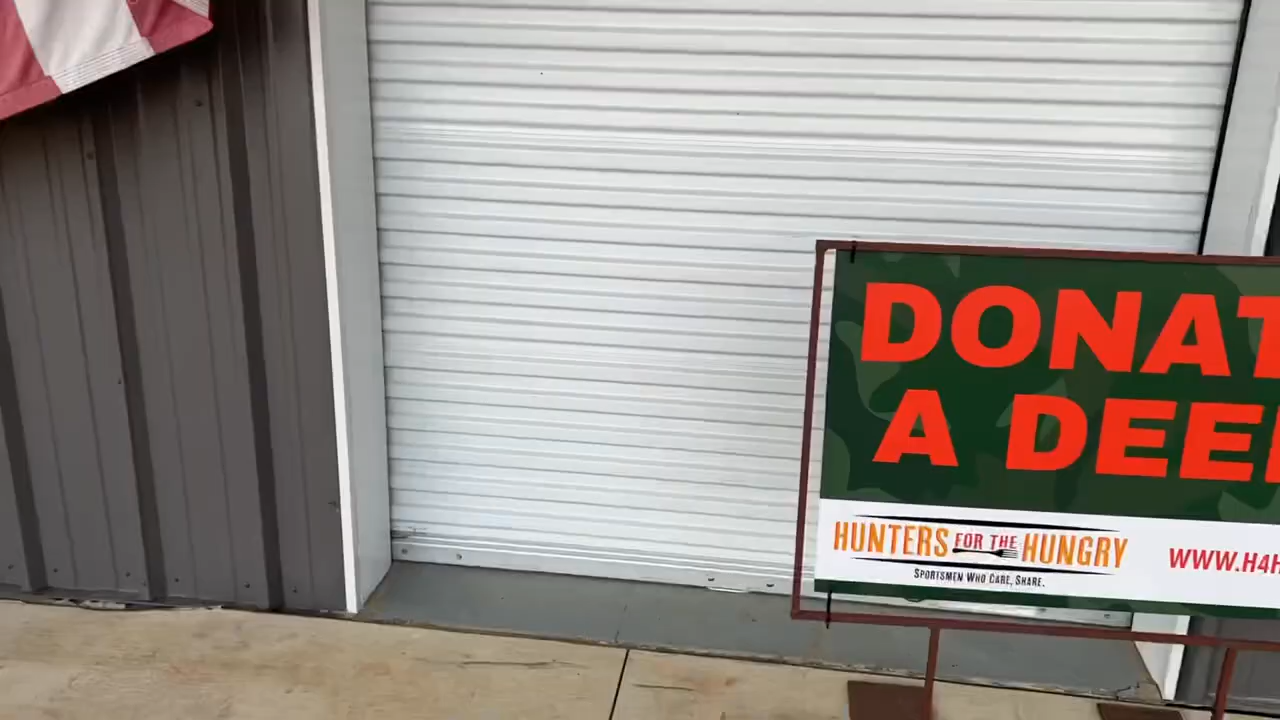 DONAT
A DEE
HUNTERS FOR THE HUNGRY
SPORTSMEN WHO CARE, SHARE.
WWW.H4H